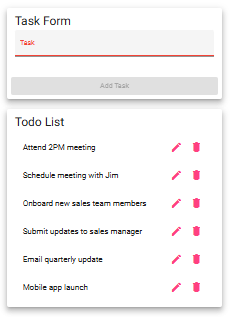 Task Form
Task
Add Task
Todo List
Attend 2PM meeting
Schedule meeting with Jim
Onboard new sales team members
Submit updates to sales manager
Email quarterly update
Mobile app launch